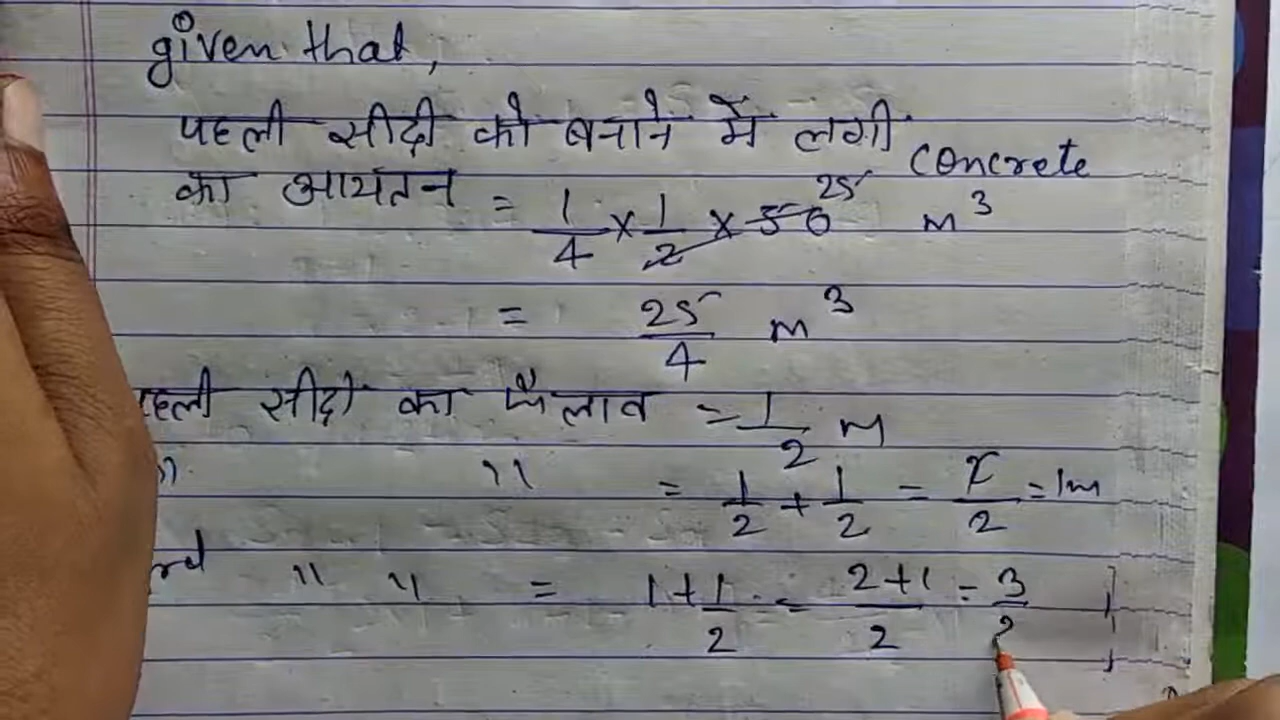 given that,
पहली सीढ़ी को बनाने में लगी concrete
का आयतन = 1/4 × 1/2 × 50 25 m³
= 25/4 m³
पहली सीढ़ी का फैलाव = 1/2 m
" = 1/2 + 1/2 = 2/2 = 1m
rd " " = 1 + 1/2 = 2+1/2 = 3/2